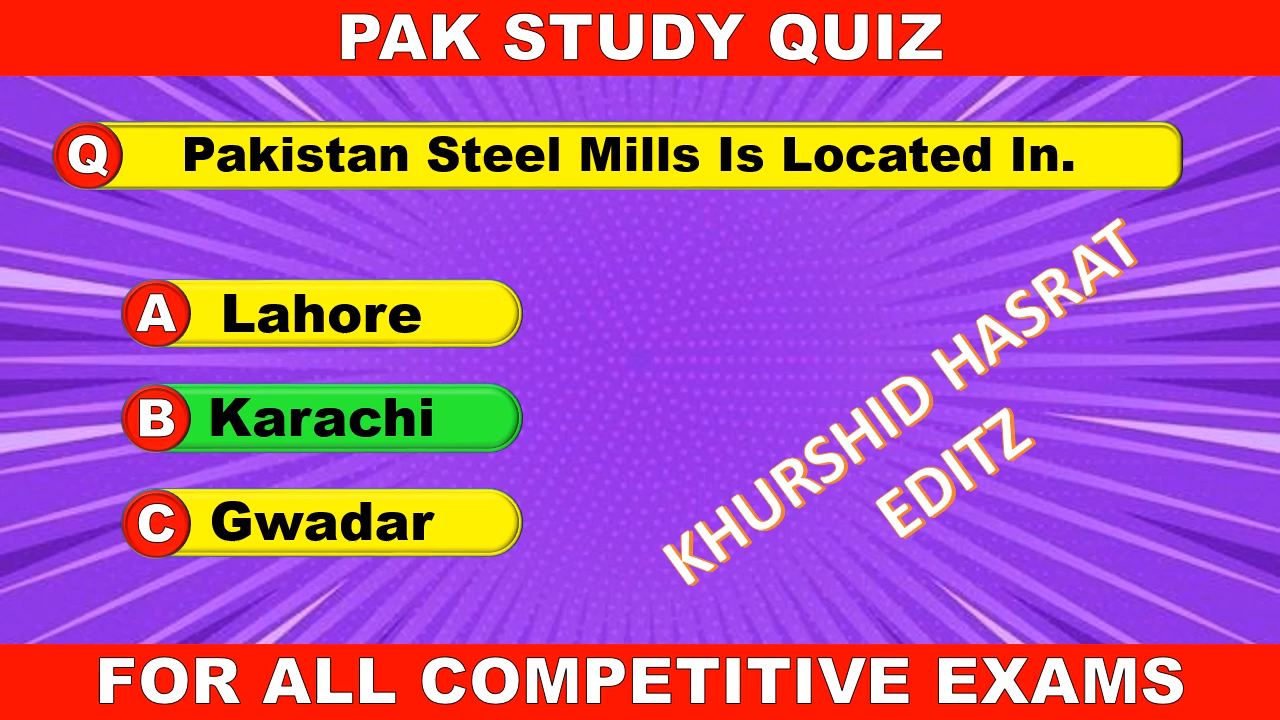 PAK STUDY QUIZ
Q Pakistan Steel Mills Is Located In.
A Lahore
B Karachi
C Gwadar
KHURSHID HASRAT
EDITZ
FOR ALL COMPETITIVE EXAMS